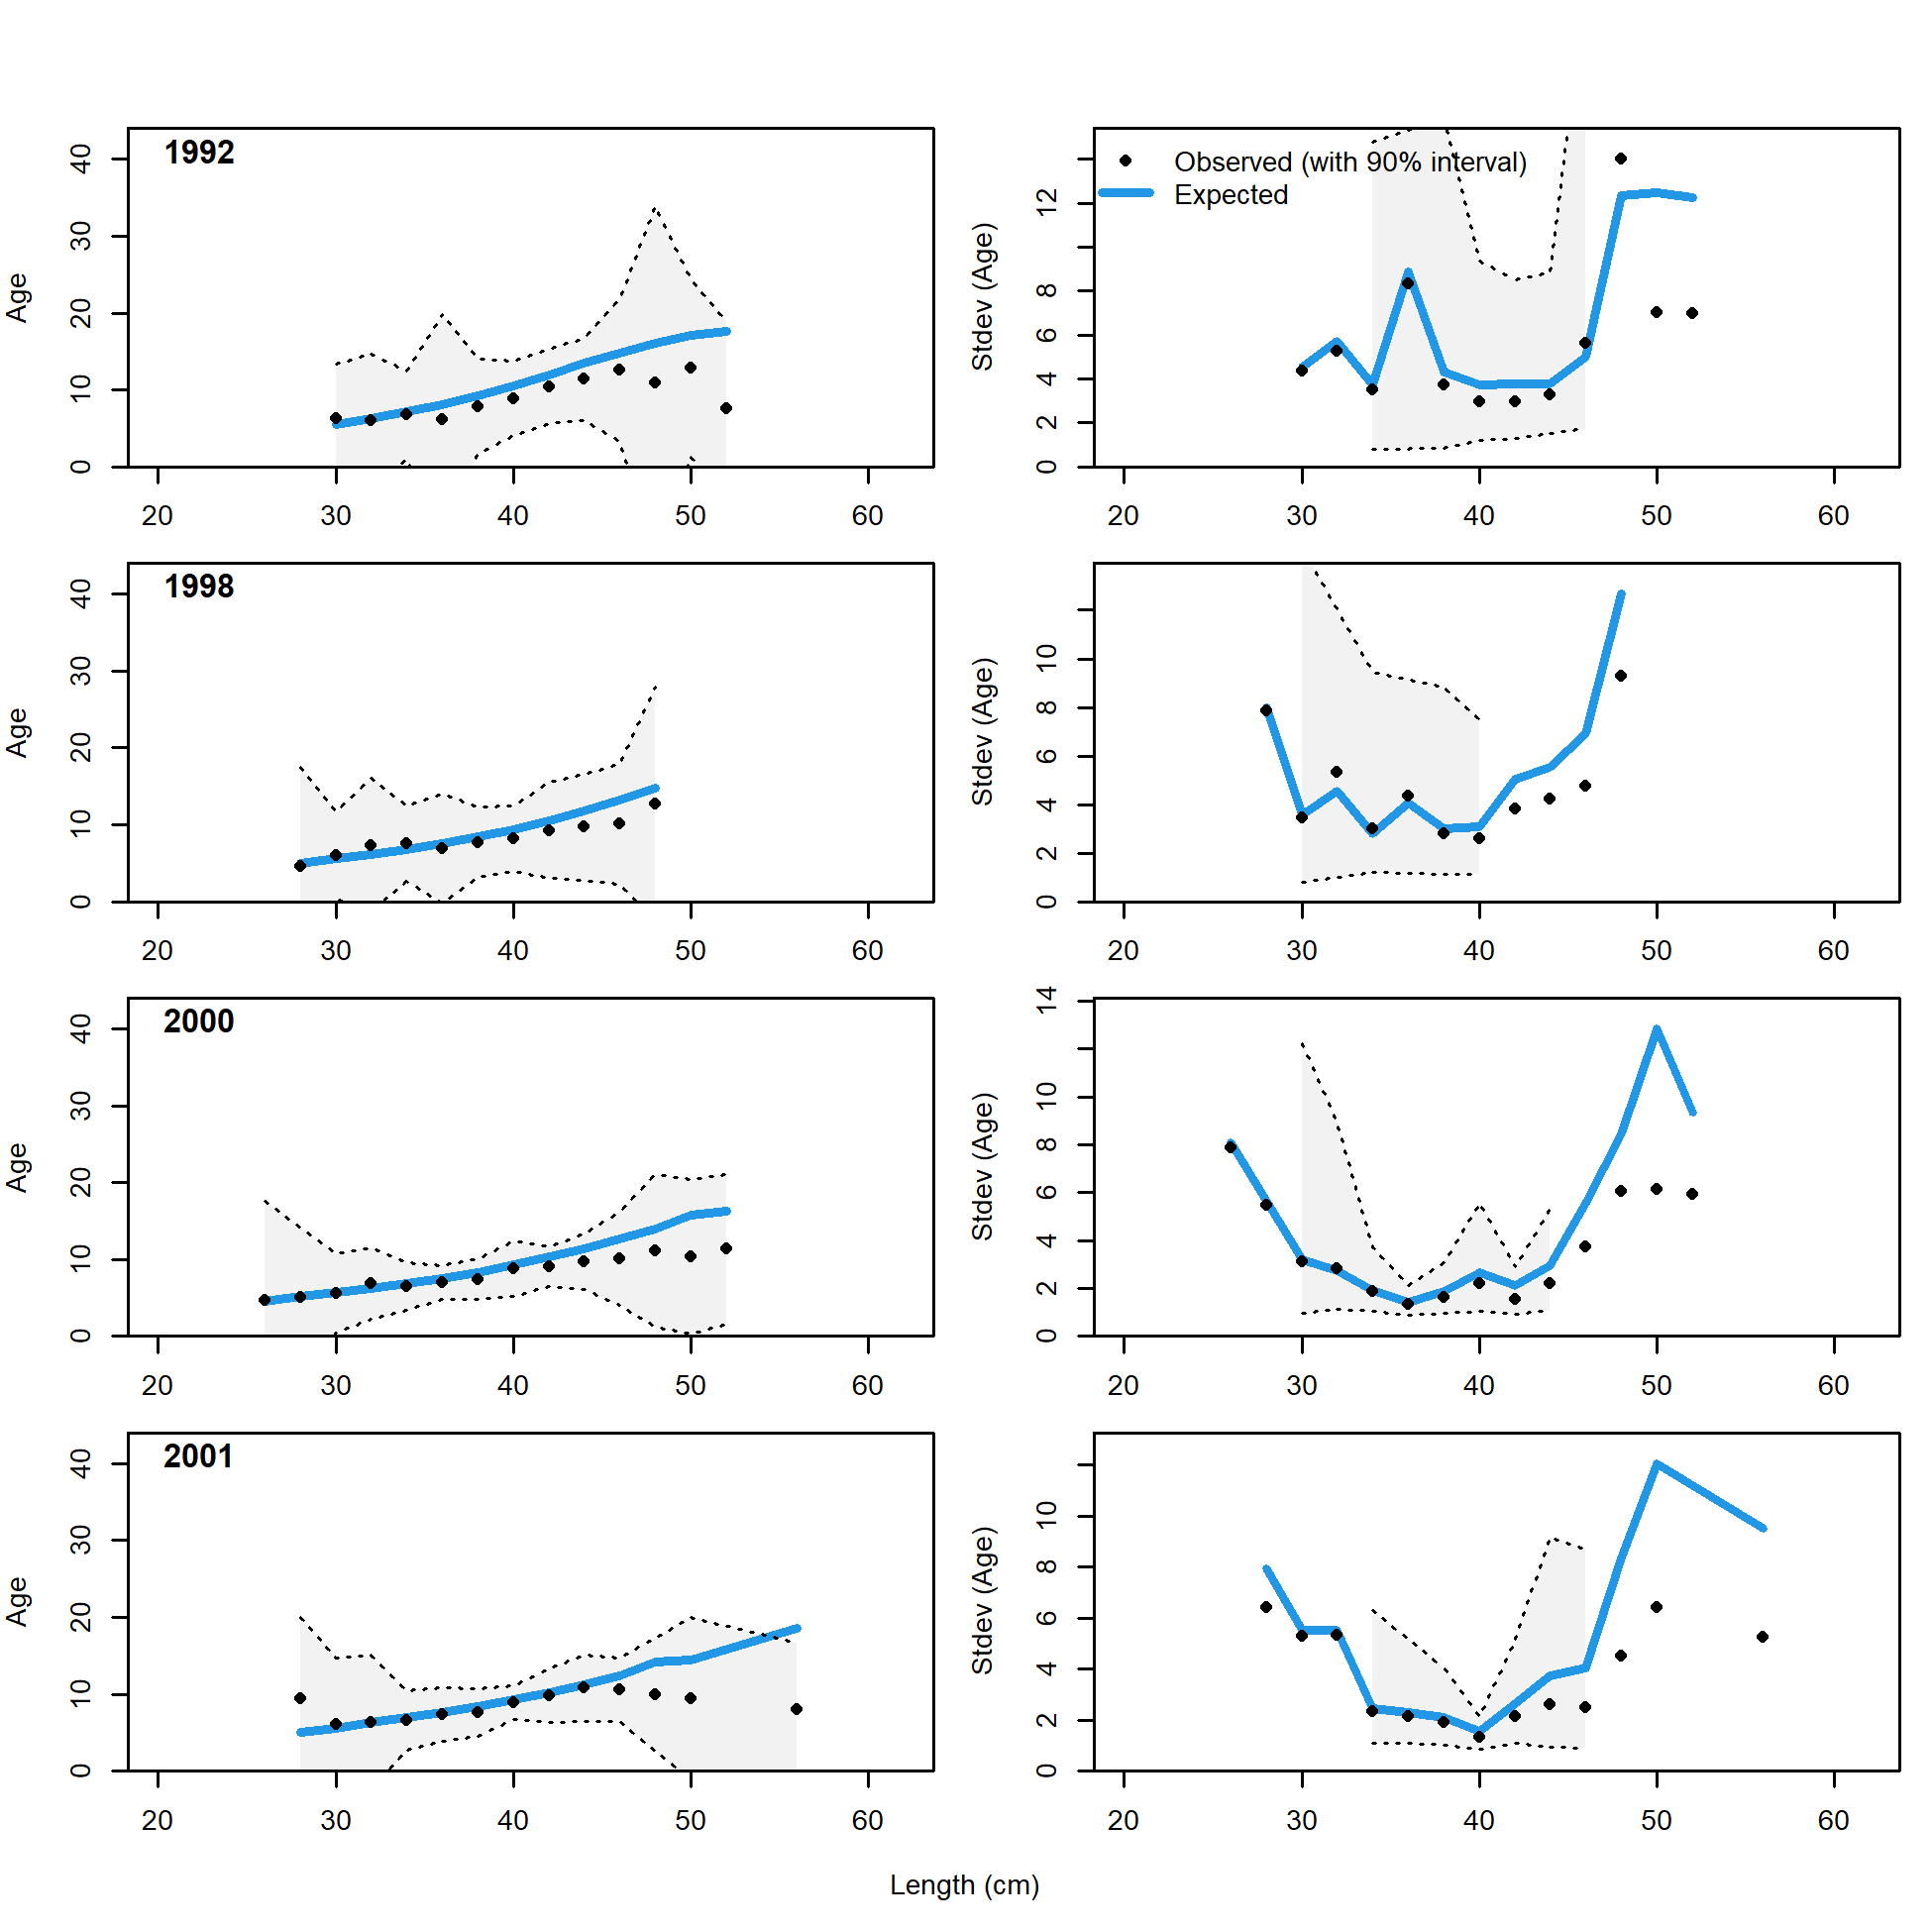 1992
Age
0 10 20 30 40
20 30 40 50 60
Observed (with 90% interval)
Expected
Stdev (Age)
0 2 4 6 8 12
20 30 40 50 60
1998
Age
0 10 20 30 40
20 30 40 50 60
Stdev (Age)
0 2 4 6 8 10
20 30 40 50 60
2000
Age
0 10 20 30 40
20 30 40 50 60
Stdev (Age)
0 2 4 6 8 10 14
20 30 40 50 60
2001
Age
0 10 20 30 40
20 30 40 50 60
Stdev (Age)
0 2 4 6 8 10
20 30 40 50 60
Length (cm)